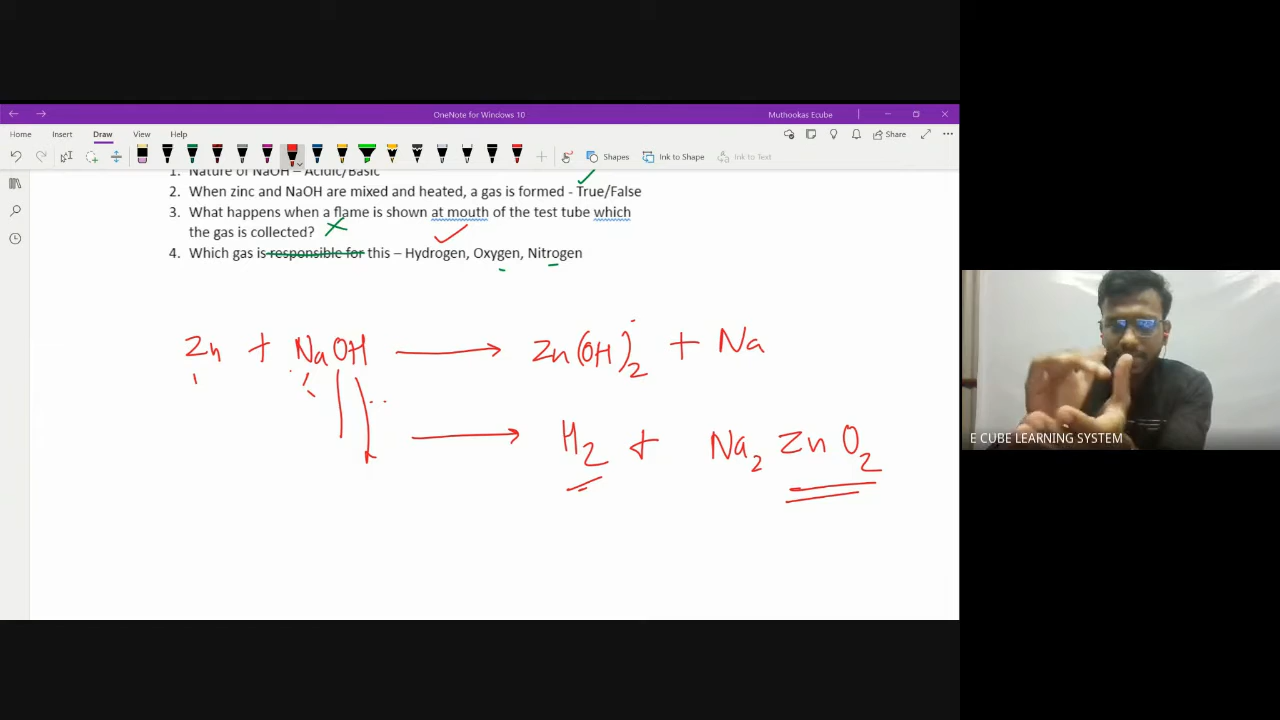 OneNote for Windows 10
Muthookas Ecube
Home Insert Draw View Help
Share
Shapes Ink to Shape Ink to Text
1. Nature of NaOH – Acidic/Basic
2. When zinc and NaOH are mixed and heated, a gas is formed - True/False
3. What happens when a flame is shown at mouth of the test tube which
the gas is collected?
4. Which gas is responsible for this – Hydrogen, Oxygen, Nitrogen
Zn + NaOH ⟶ Zn(OH)₂ + Na
⟶ H₂ + Na₂ZnO₂
E CUBE LEARNING SYSTEM